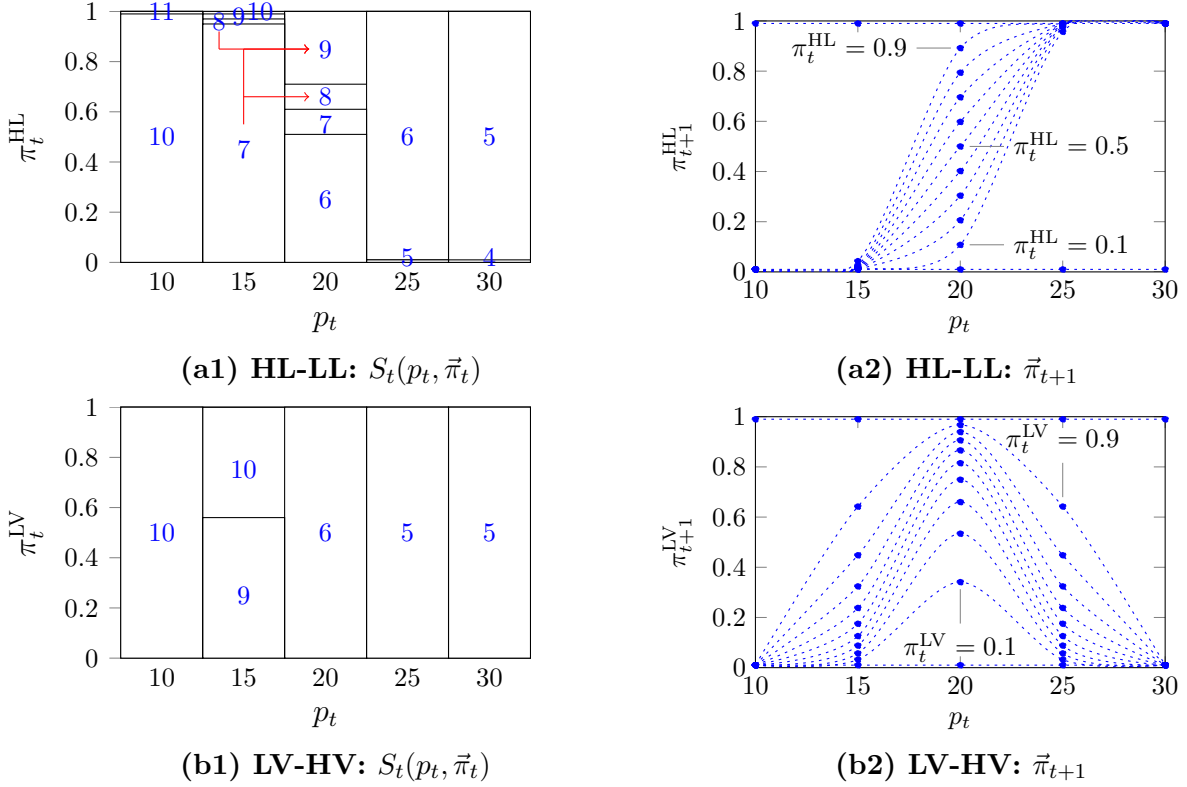 1
0.8
0.6
0.4
0.2
0
π_t^HL
11
10
8
9
10
7
9
8
7
6
6
5
5
4
10 15 20 25 30
p_t
(a1) HL-LL: S_t(p_t, π⃗_t)
1
0.8
0.6
0.4
0.2
0
π_{t+1}^HL
π_t^HL = 0.9
π_t^HL = 0.5
π_t^HL = 0.1
10 15 20 25 30
p_t
(a2) HL-LL: π⃗_{t+1}
1
0.8
0.6
0.4
0.2
0
π_t^LV
10
10
9
6
5
5
10 15 20 25 30
p_t
(b1) LV-HV: S_t(p_t, π⃗_t)
1
0.8
0.6
0.4
0.2
0
π_{t+1}^LV
π_t^LV = 0.9
π_t^LV = 0.1
10 15 20 25 30
p_t
(b2) LV-HV: π⃗_{t+1}